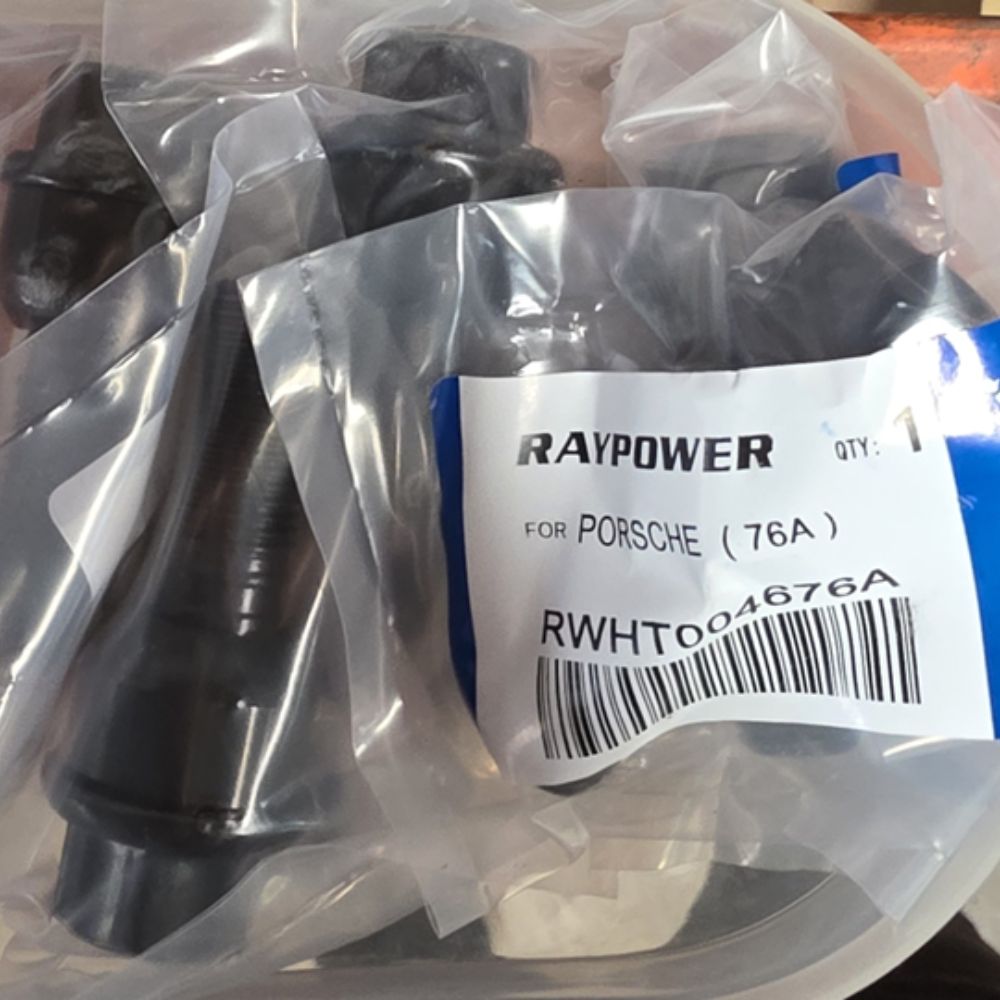 RAYPOWER QTY: 1
FOR PORSCHE (76A)
RWHT004676A